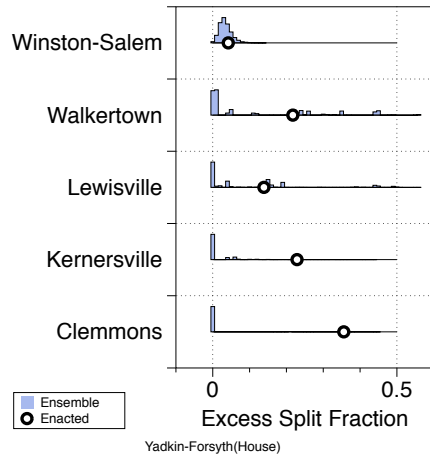 Winston-Salem
Walkertown
Lewisville
Kernersville
Clemmons
0 0.5
Excess Split Fraction
Ensemble
Enacted
Yadkin-Forsyth(House)